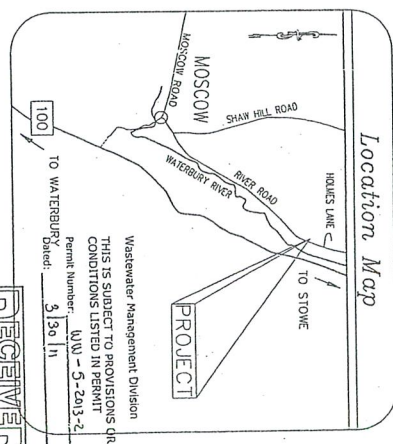 Location Map
HOLMES LANE
SHAW HILL ROAD
MOSCOW
MOSCOW ROAD
RIVER ROAD
WATERBURY RIVER
100
TO WATERBURY
TO STOWE
PROJECT
Wastewater Management Division
THIS IS SUBJECT TO PROVISIONS OR
CONDITIONS LISTED IN PERMIT
Permit Number: WW-5-2013-2
Dated: 3/30/11